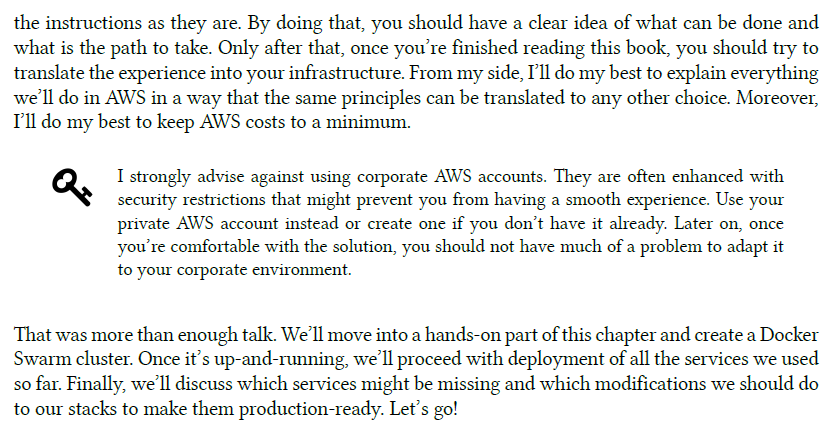 the instructions as they are. By doing that, you should have a clear idea of what can be done and
what is the path to take. Only after that, once you’re finished reading this book, you should try to
translate the experience into your infrastructure. From my side, I’ll do my best to explain everything
we’ll do in AWS in a way that the same principles can be translated to any other choice. Moreover,
I’ll do my best to keep AWS costs to a minimum.
I strongly advise against using corporate AWS accounts. They are often enhanced with
security restrictions that might prevent you from having a smooth experience. Use your
private AWS account instead or create one if you don’t have it already. Later on, once
you’re comfortable with the solution, you should not have much of a problem to adapt it
to your corporate environment.
That was more than enough talk. We’ll move into a hands-on part of this chapter and create a Docker
Swarm cluster. Once it’s up-and-running, we’ll proceed with deployment of all the services we used
so far. Finally, we’ll discuss which services might be missing and which modifications we should do
to our stacks to make them production-ready. Let’s go!